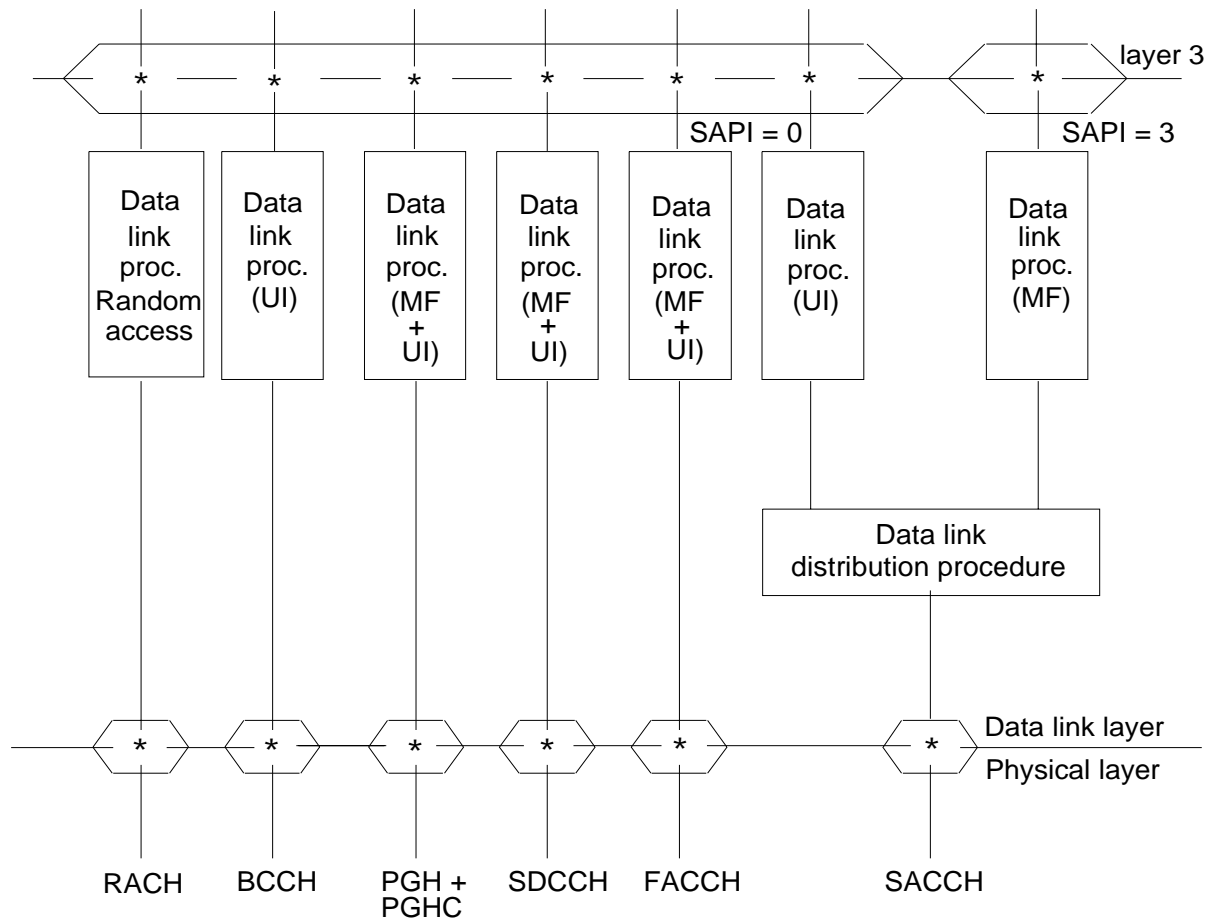 layer 3
* * * * * * *
SAPI = 0
SAPI = 3
Data
link
proc.
Random
access
Data
link
proc.
(UI)
Data
link
proc.
(MF
+
UI)
Data
link
proc.
(MF
+
UI)
Data
link
proc.
(MF
+
UI)
Data
link
proc.
(UI)
Data
link
proc.
(MF)
Data link
distribution procedure
* * * * * *
Data link layer
Physical layer
RACH
BCCH
PGH +
PGHC
SDCCH
FACCH
SACCH